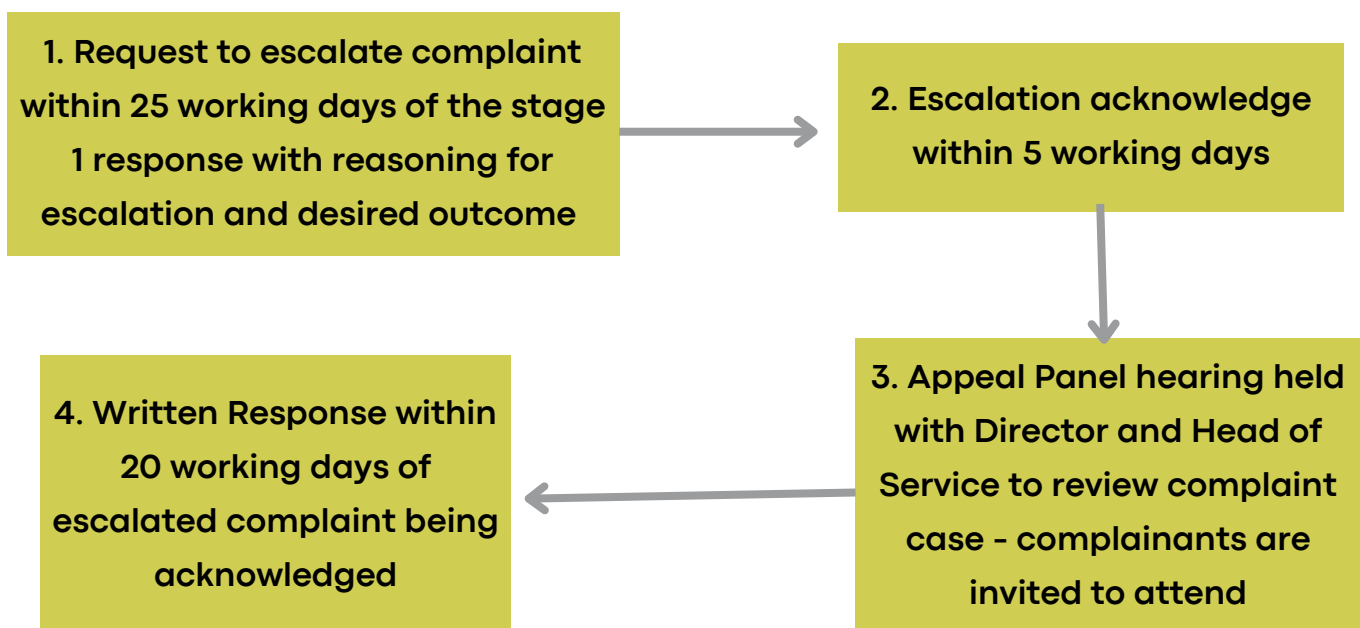 1. Request to escalate complaint
within 25 working days of the stage
1 response with reasoning for
escalation and desired outcome
2. Escalation acknowledge
within 5 working days
3. Appeal Panel hearing held
with Director and Head of
Service to review complaint
case - complainants are
invited to attend
4. Written Response within
20 working days of
escalated complaint being
acknowledged